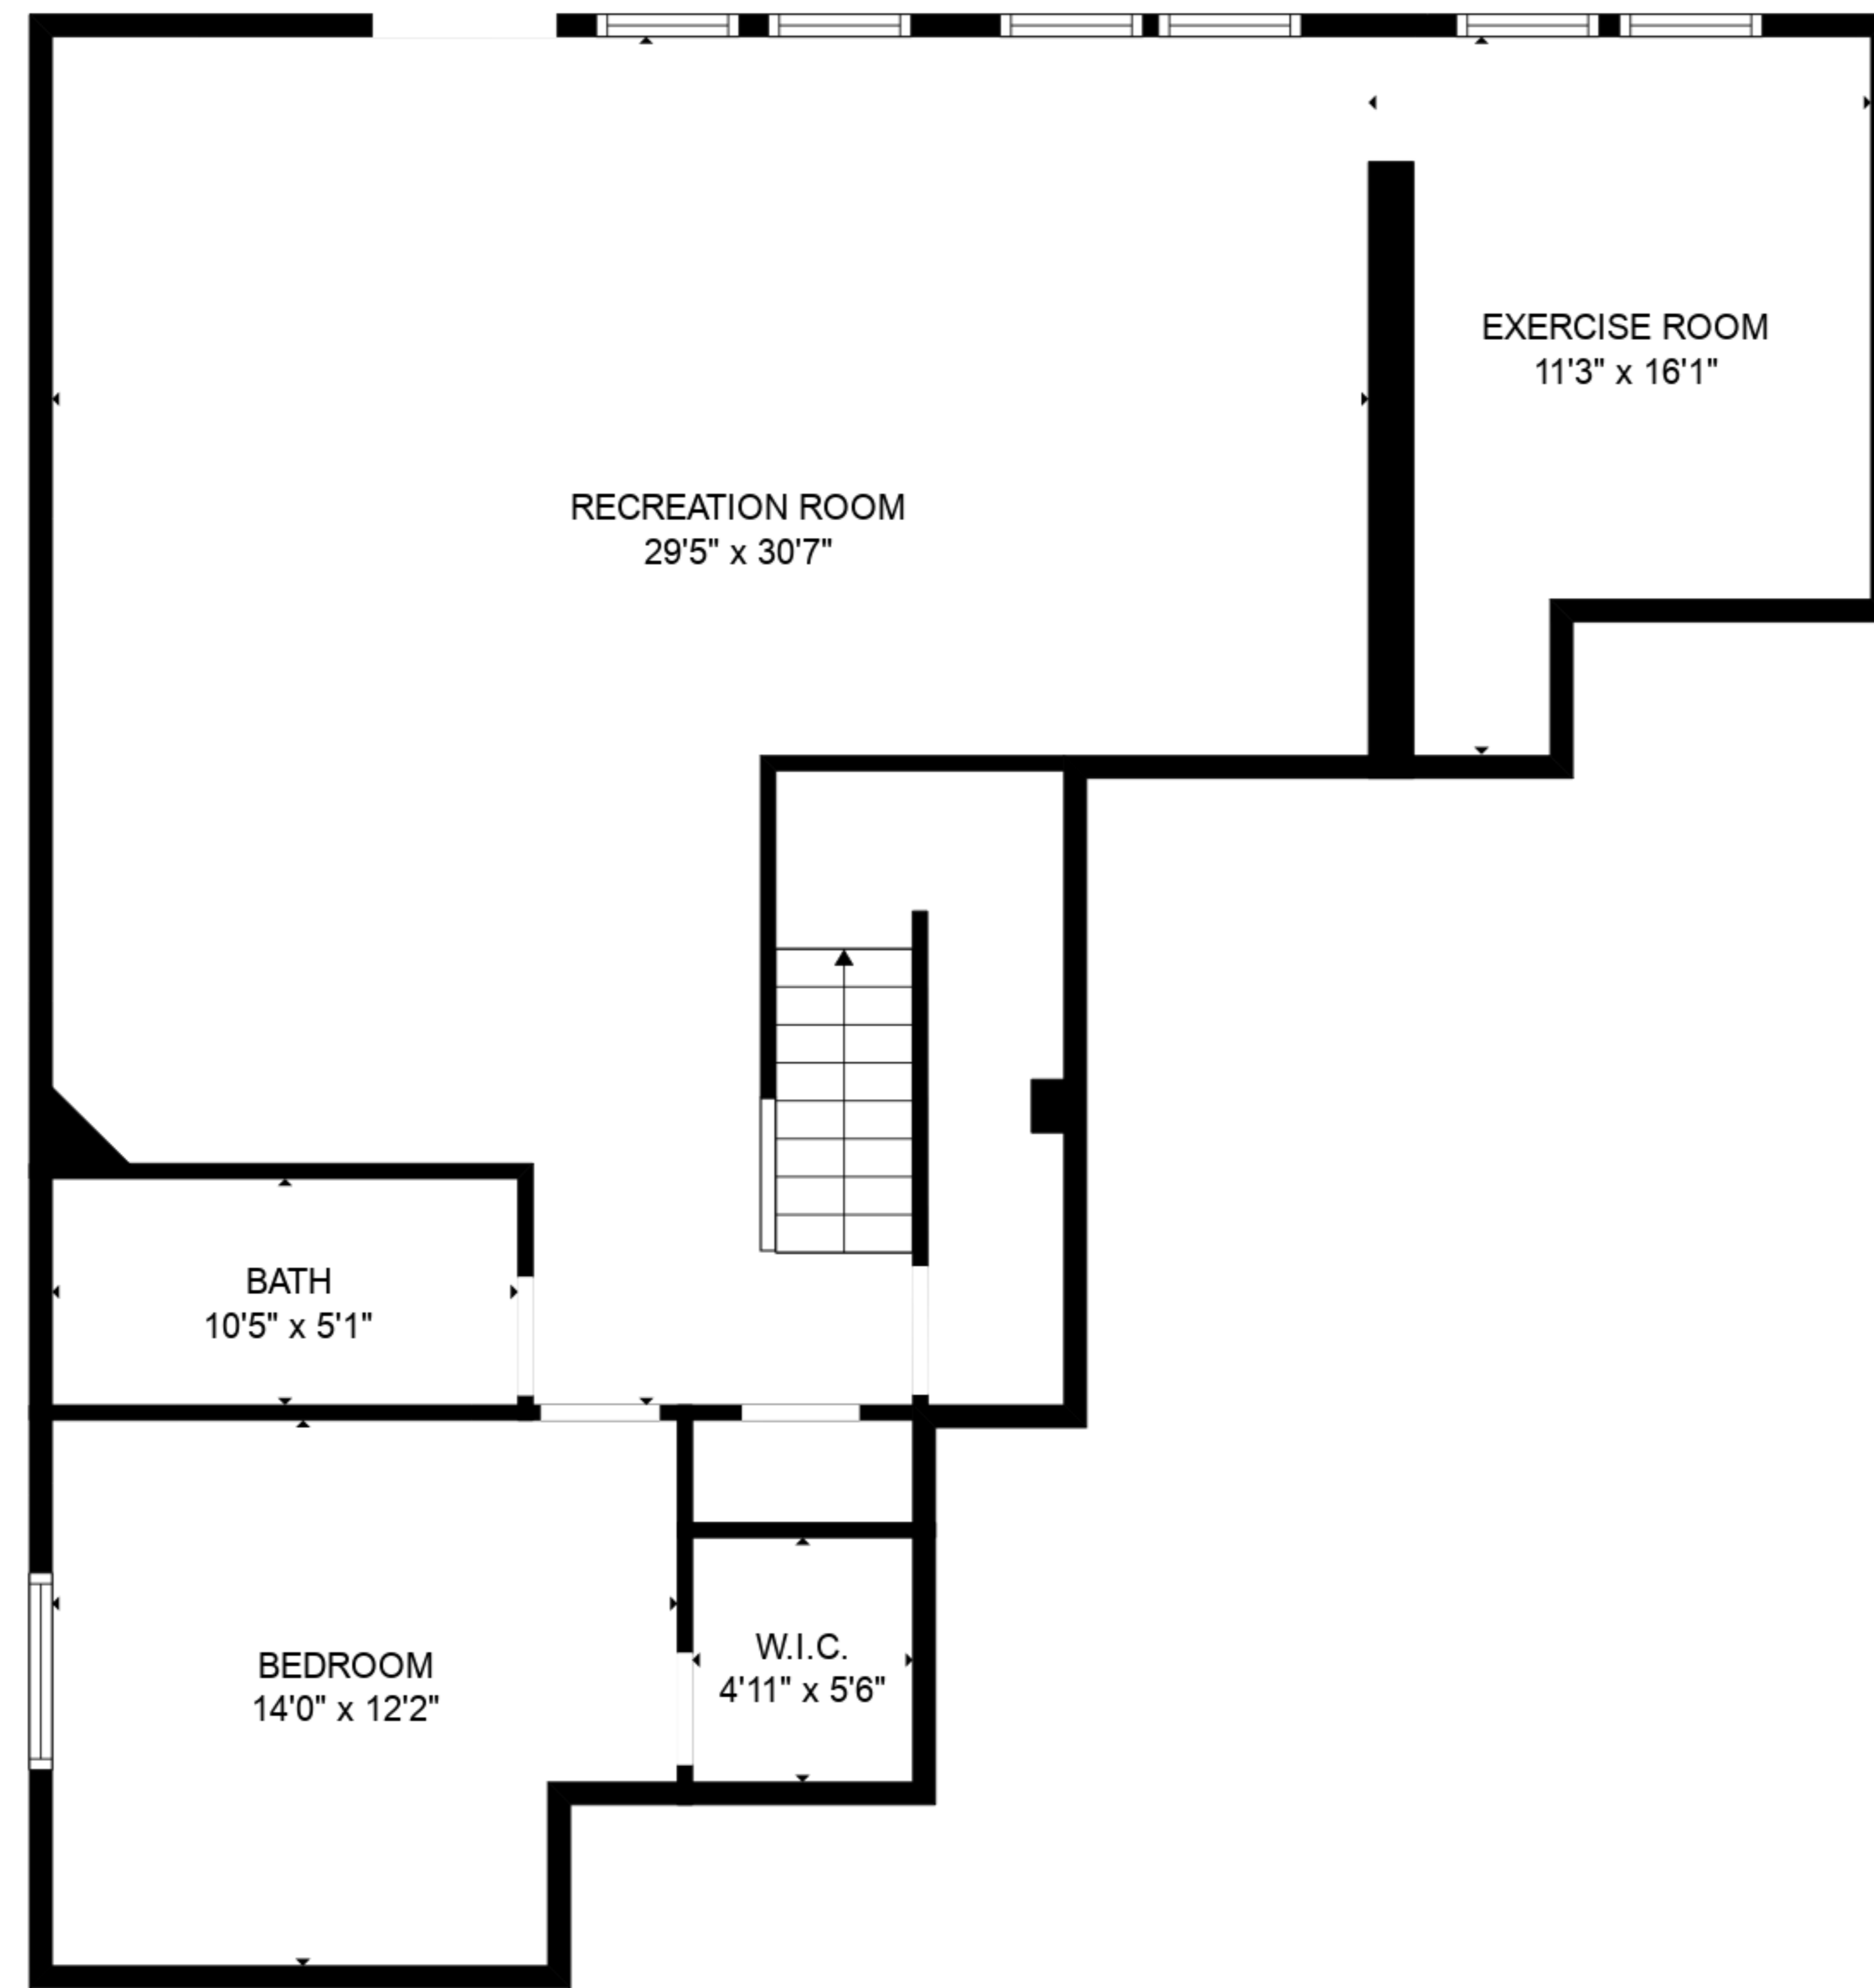 EXERCISE ROOM
11'3" x 16'1"
RECREATION ROOM
29'5" x 30'7"
BATH
10'5" x 5'1"
BEDROOM
14'0" x 12'2"
W.I.C.
4'11" x 5'6"